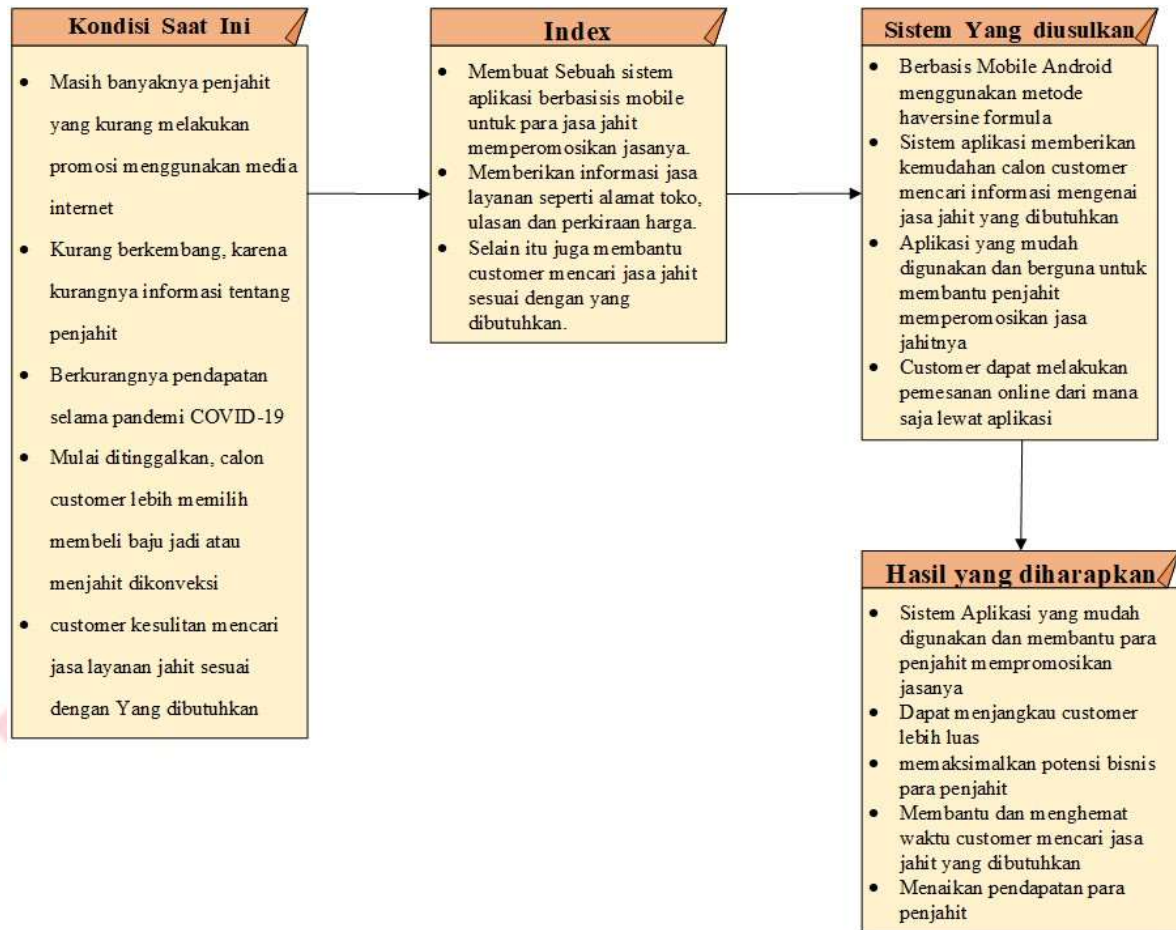 Kondisi Saat Ini
• Masih banyaknya penjahit
yang kurang melakukan
promosi menggunakan media
internet
• Kurang berkembang, karena
kurangnya informasi tentang
penjahit
• Berkurangnya pendapatan
selama pandemi COVID-19
• Mulai ditinggalkan, calon
customer lebih memilih
membeli baju jadi atau
menjahit dikonveksi
• customer kesulitan mencari
jasa layanan jahit sesuai
dengan Yang dibutuhkan
Index
• Membuat Sebuah sistem
aplikasi berbasisis mobile
untuk para jasa jahit
memperomosikan jasanya.
• Memberikan informasi jasa
layanan seperti alamat toko,
ulasan dan perkiraan harga.
• Selain itu juga membantu
customer mencari jasa jahit
sesuai dengan yang
dibutuhkan.
Sistem Yang diusulkan
• Berbasis Mobile Android
menggunakan metode
haversine formula
• Sistem aplikasi memberikan
kemudahan calon customer
mencari informasi mengenai
jasa jahit yang dibutuhkan
• Aplikasi yang mudah
digunakan dan berguna untuk
membantu penjahit
memperomosikan jasa
jahitnya
• Customer dapat melakukan
pemesanan online dari mana
saja lewat aplikasi
Hasil yang diharapkan
• Sistem Aplikasi yang mudah
digunakan dan membantu para
penjahit mempromosikan
jasanya
• Dapat menjangkau customer
lebih luas
• memaksimalkan potensi bisnis
para penjahit
• Membantu dan menghemat
waktu customer mencari jasa
jahit yang dibutuhkan
• Menaikan pendapatan para
penjahit